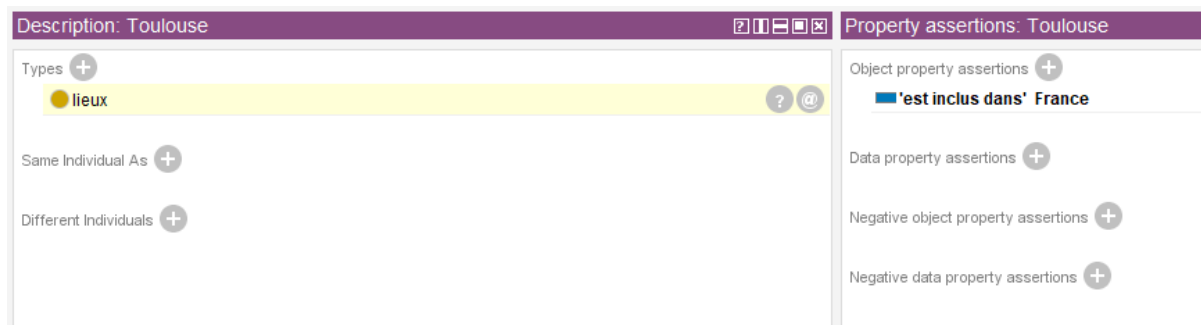 Description: Toulouse
Types
lieux
Same Individual As
Different Individuals
Property assertions: Toulouse
Object property assertions
'est inclus dans' France
Data property assertions
Negative object property assertions
Negative data property assertions